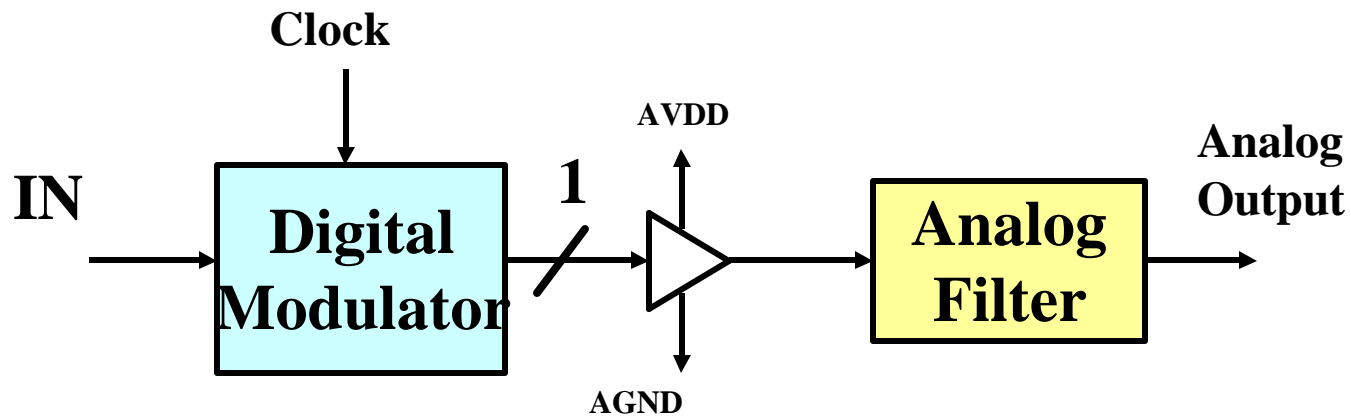 Clock
AVDD
Analog
Output
IN
1
Digital
Modulator
Analog
Filter
AGND